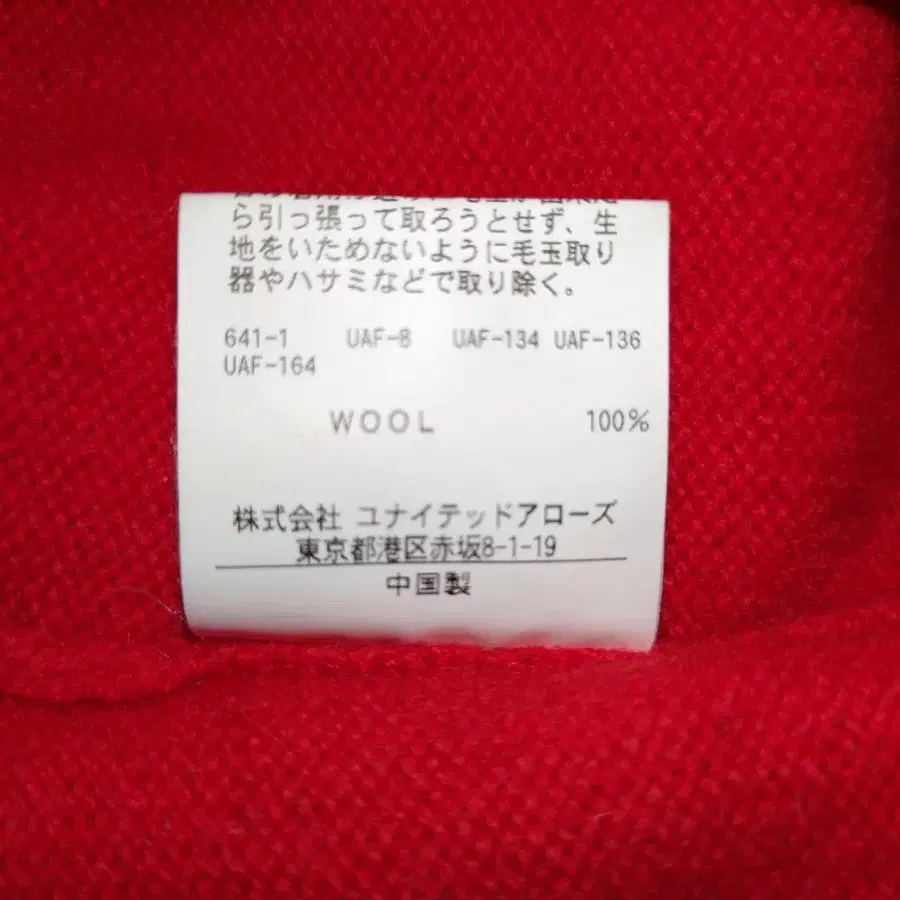 ら引っ張って取ろうとせず、生
地をいためないように毛玉取り
器やハサミなどで取り除く。
641-1 UAF-8 UAF-134 UAF-136
UAF-164
WOOL 100%
株式会社 ユナイテッドアローズ
東京都港区赤坂8-1-19
中国製